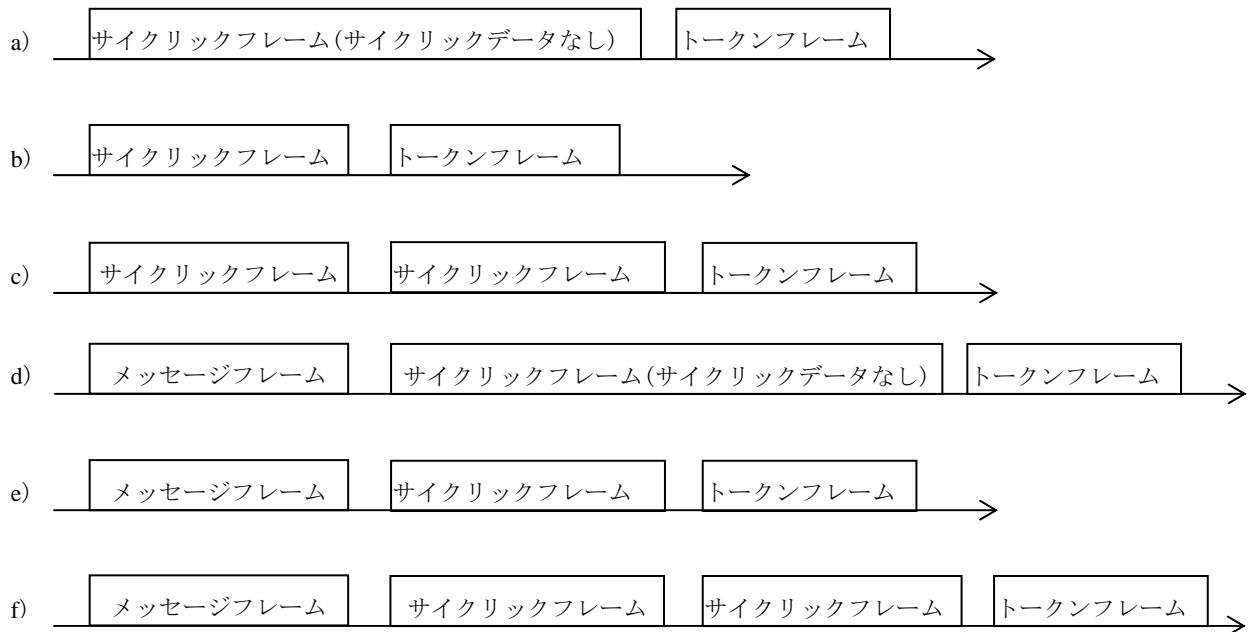 a) サイクリックフレーム(サイクリックデータなし) トークンフレーム
b) サイクリックフレーム トークンフレーム
c) サイクリックフレーム サイクリックフレーム トークンフレーム
d) メッセージフレーム サイクリックフレーム(サイクリックデータなし) トークンフレーム
e) メッセージフレーム サイクリックフレーム トークンフレーム
f) メッセージフレーム サイクリックフレーム サイクリックフレーム トークンフレーム